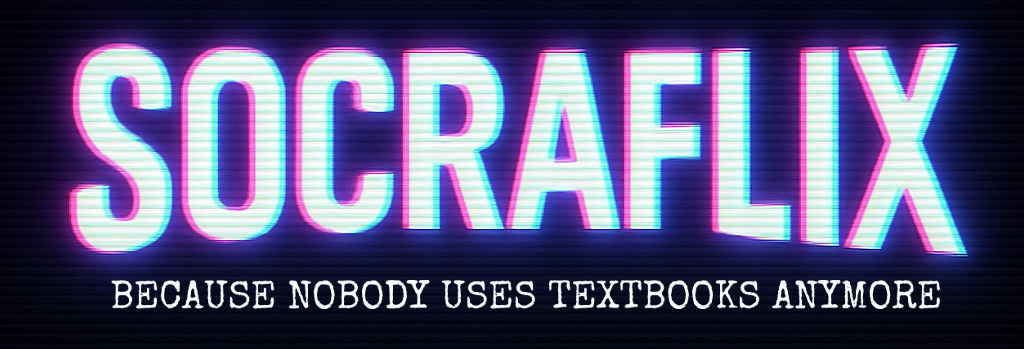 SOCRAFLIX
BECAUSE NOBODY USES TEXTBOOKS ANYMORE